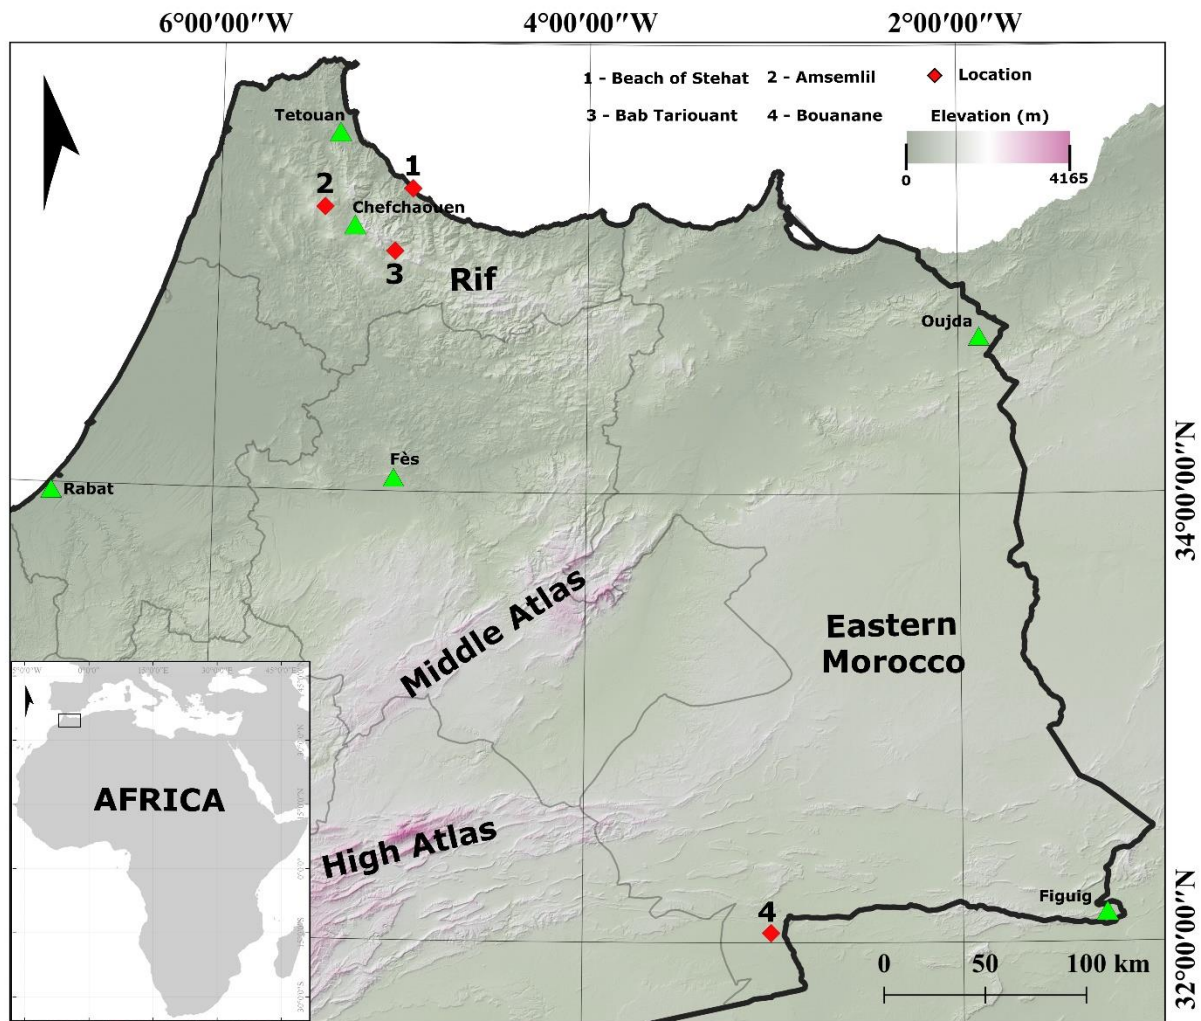 6°00'00"W 4°00'00"W 2°00'00"W
1 - Beach of Stehat 2 - Amsemlil Location
3 - Bab Tariouant 4 - Bouanane Elevation (m)
0 4165
Tetouan
1
2
Chefchaouen
3
Rif
Oujda
Fès
Rabat
34°00'00"N
Middle Atlas
Eastern
Morocco
AFRICA
High Atlas
Figuig
4
0 50 100 km
32°00'00"N